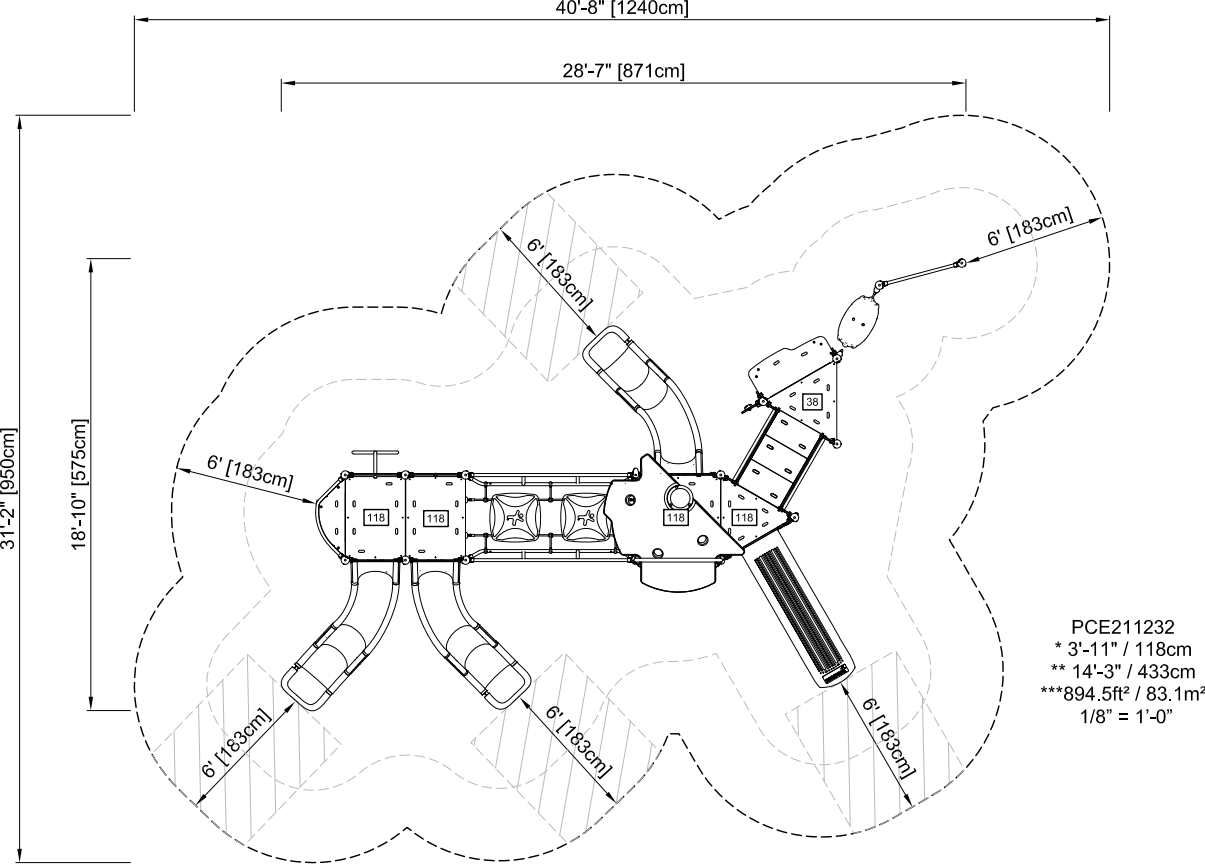 40'-8" [1240cm]
28'-7" [871cm]
6' [183cm]
6' [183cm]
38
31'-2" [950cm]
18'-10" [575cm]
6' [183cm]
118
118
118
118
PCE211232
* 3'-11" / 118cm
** 14'-3" / 433cm
***894.5ft² / 83.1m²
1/8” = 1’-0”
6' [183cm]
6' [183cm]
6' [183cm]